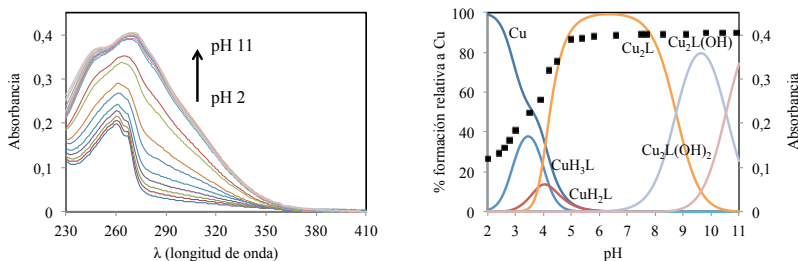 Absorbancia
0,4
0,3
0,2
0,1
0
pH 11
pH 2
230 260 290 320 350 380 410
λ (longitud de onda)
% formación relativa a Cu
100
80
60
40
20
0
Cu
Cu₂L
Cu₂L(OH)
Cu₂L(OH)₂
CuH₃L
CuH₂L
2 3 4 5 6 7 8 9 10 11
pH
0,4
0,3
0,2
0,1
0
Absorbancia